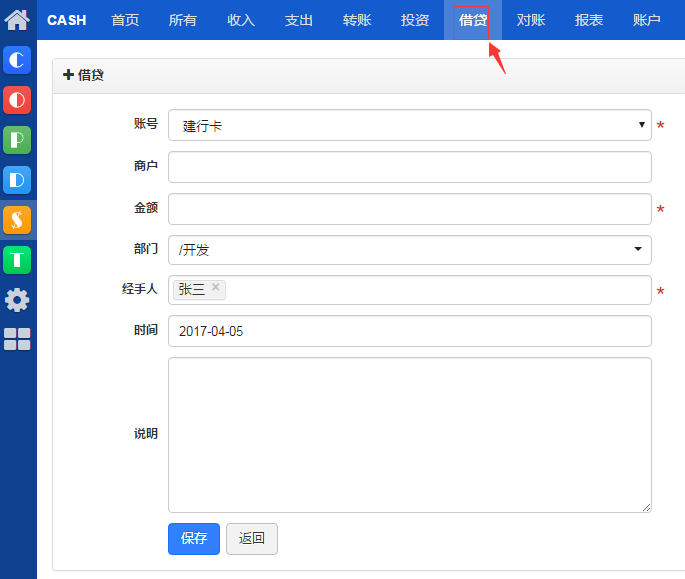 CASH 首页 所有 收入 支出 转账 投资 借贷 对账 报表 账户
借贷
账号 建行卡 *
商户
金额 *
部门 /开发
经手人 张三 × *
时间 2017-04-05
说明
保存 返回